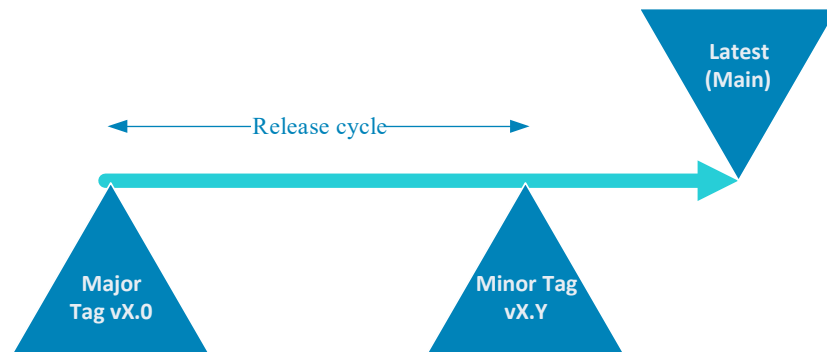 Latest
(Main)
Release cycle
Major
Tag vX.0
Minor Tag
vX.Y